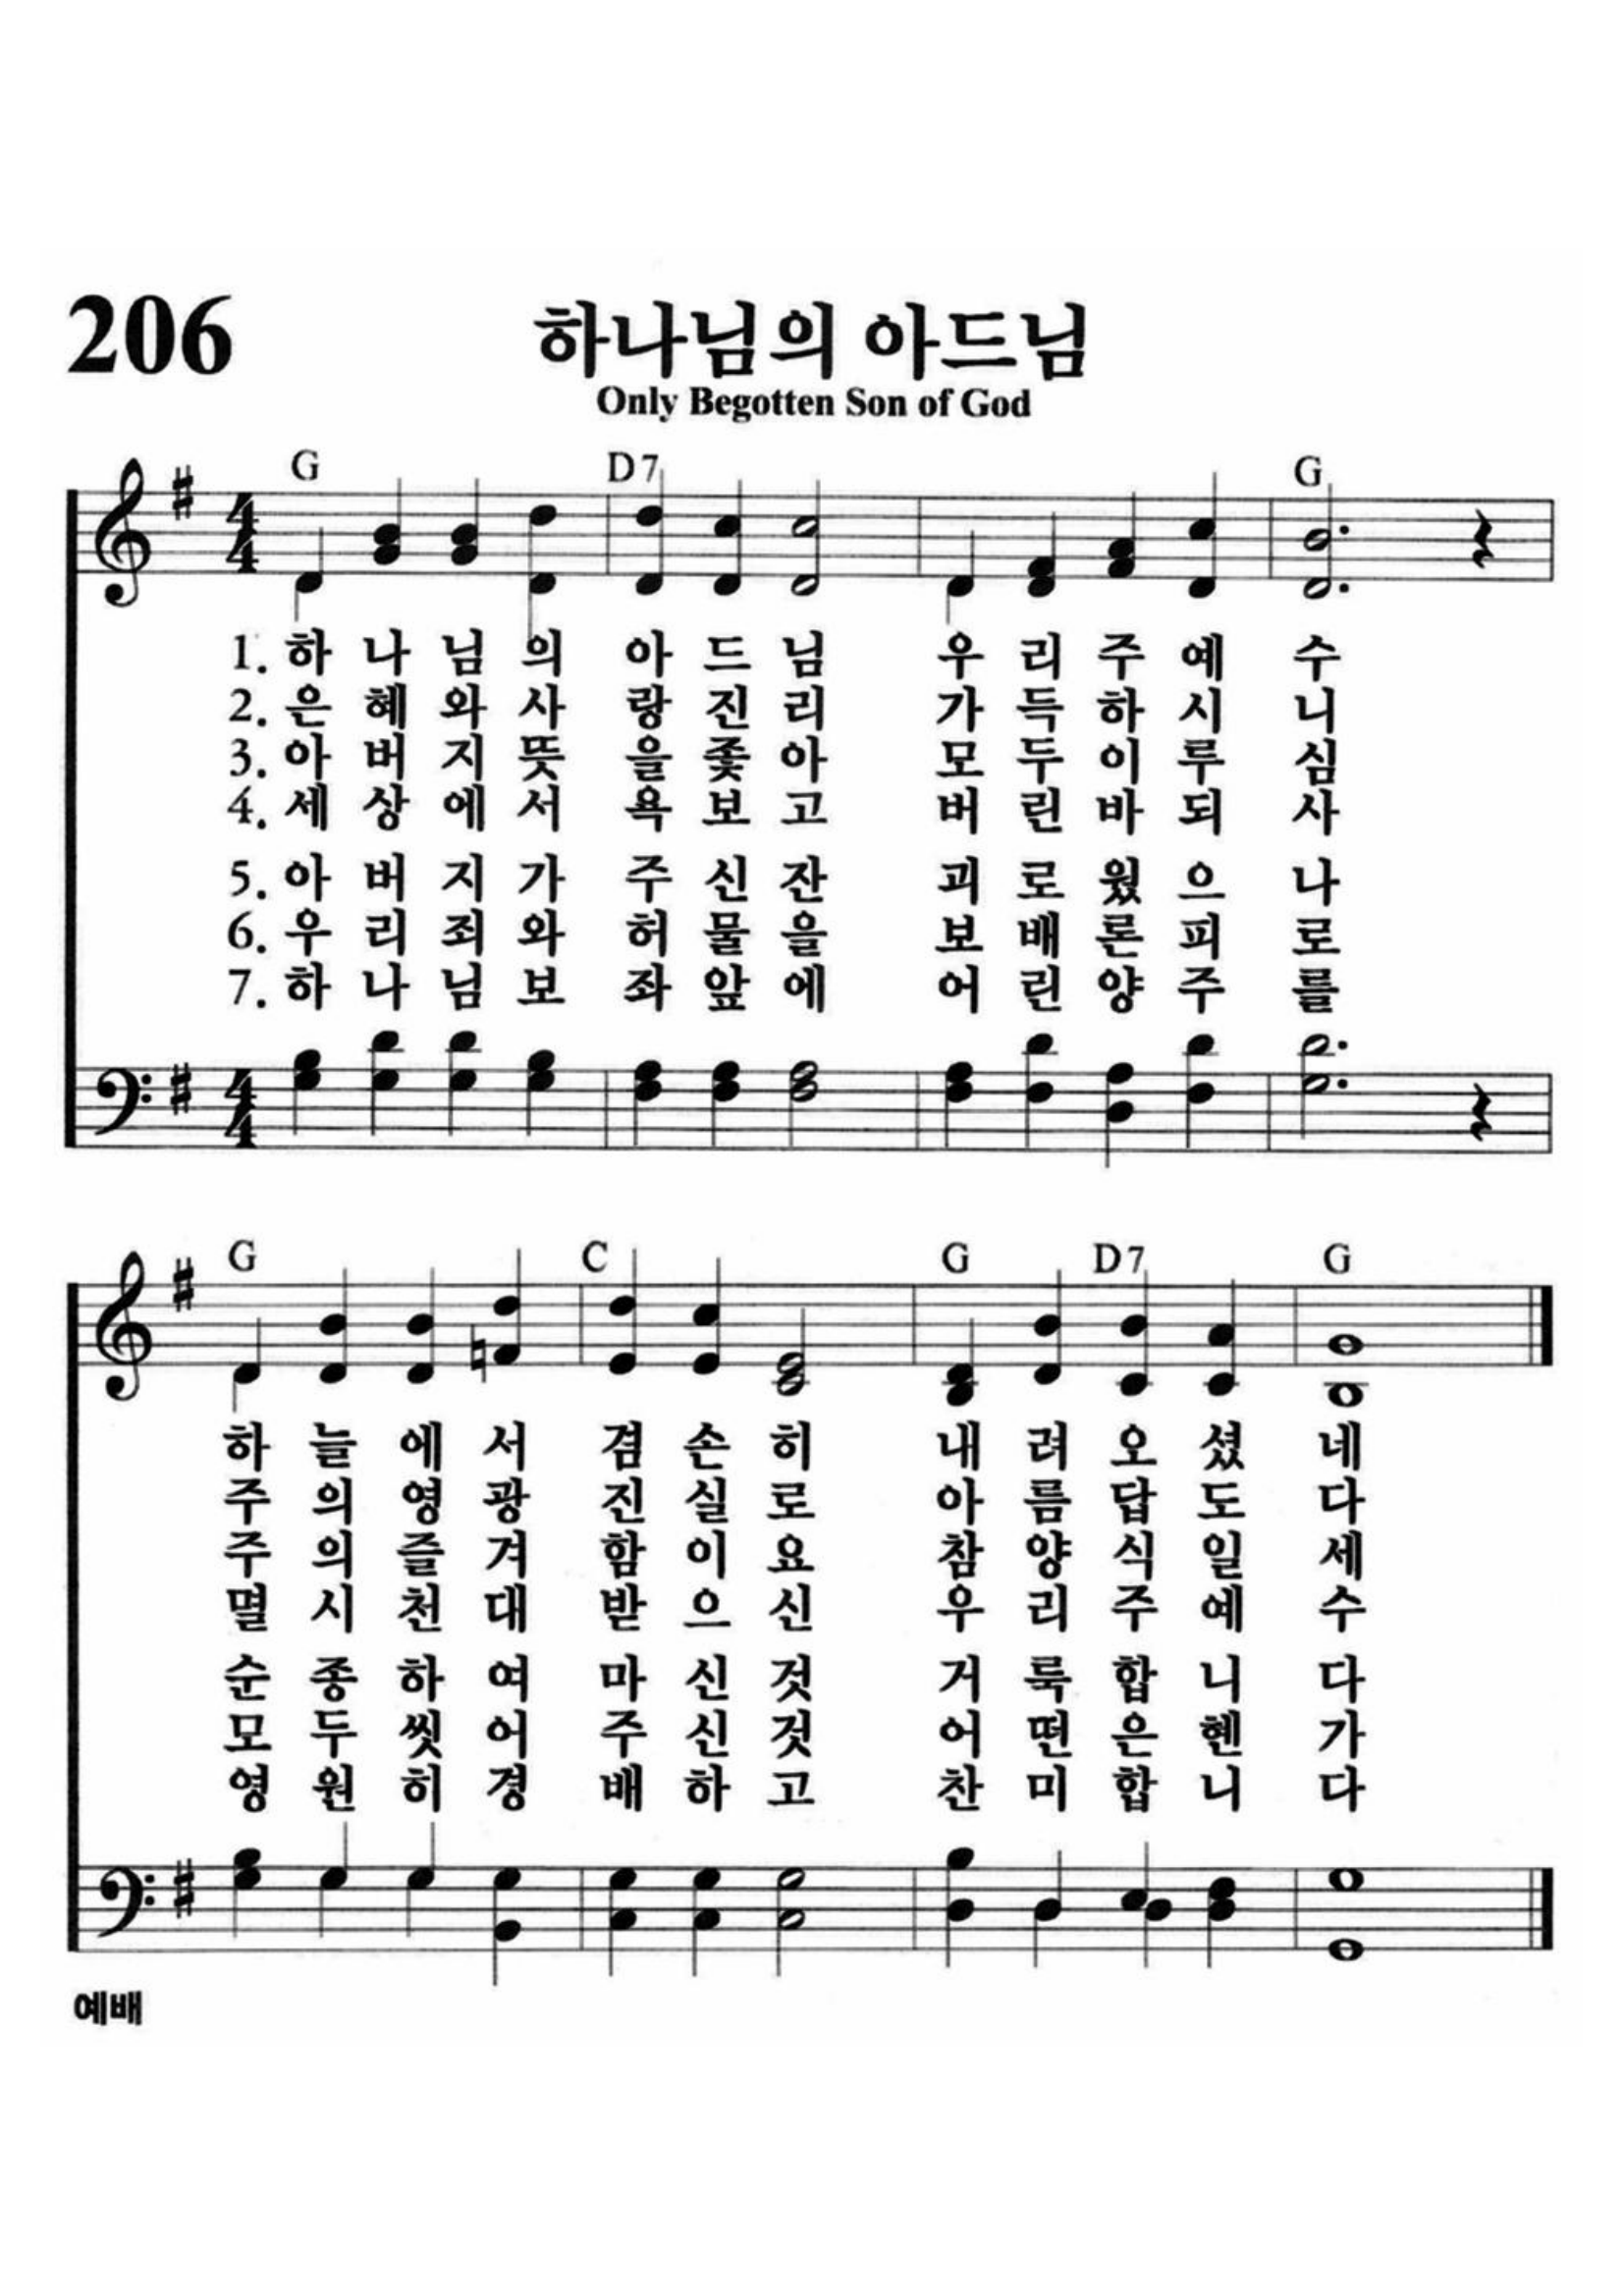 206
하나님의 아드님
Only Begotten Son of God
G D7 G
4/4
1. 하 나 님 의 아 드 님 우 리 주 예 수
2. 은 혜 와 사 랑 진 리 가 득 하 시 니
3. 아 버 지 뜻 을 좇 아 모 두 이 루 심
4. 세 상 에 서 욕 보 고 버 린 바 되 사
5. 아 버 지 가 주 신 잔 괴 로 웠 으 나
6. 우 리 죄 와 허 물 을 보 배 론 피 로
7. 하 나 님 보 좌 앞 에 어 린 양 주 를
4/4
G C G D7 G
하 늘 에 서 겸 손 히 내 려 오 셨 네
주 의 영 광 진 실 로 아 름 답 도 다
주 의 즐 겨 함 이 요 참 양 식 일 세
멸 시 천 대 받 으 신 우 리 주 예 수
순 종 하 여 마 신 것 거 룩 합 니 다
모 두 씻 어 주 신 것 어 떤 은 혠 가
영 원 히 경 배 하 고 찬 미 합 니 다
예배